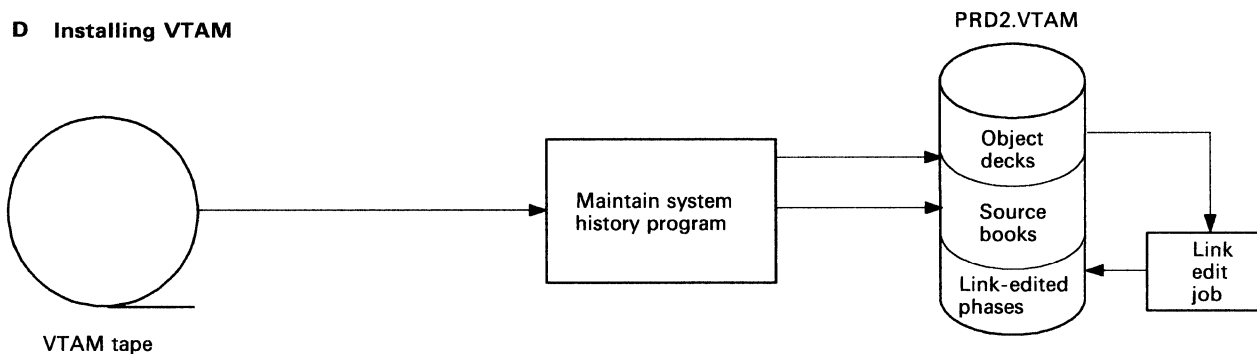 D Installing VTAM
PRD2.VTAM
Object
decks
Maintain system
history program
Source
books
Link
edit
job
Link-edited
phases
VTAM tape